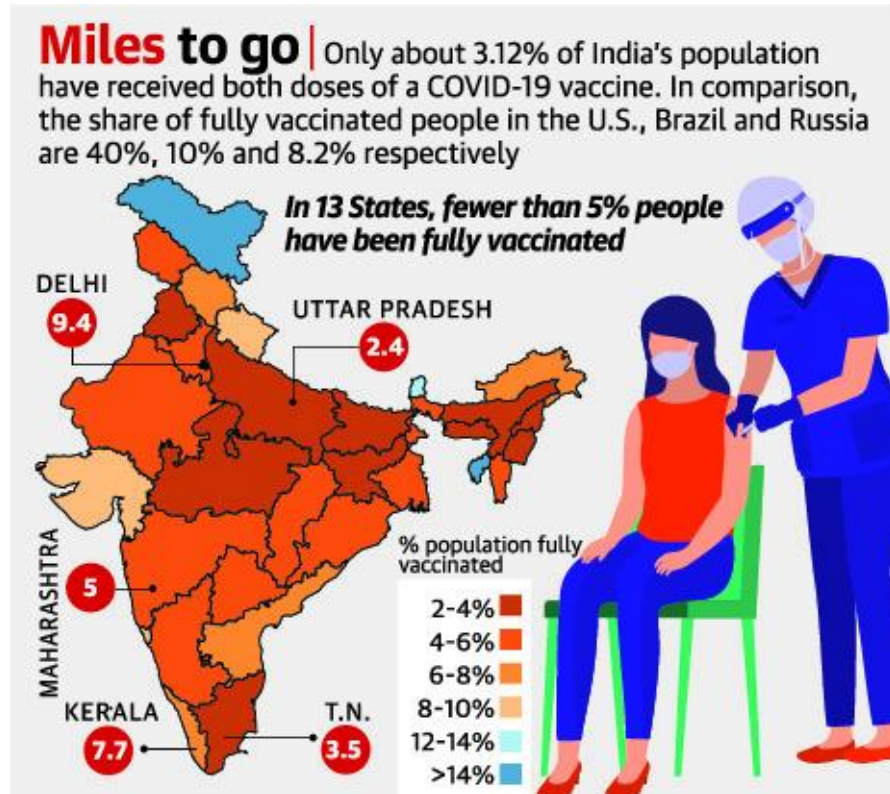 Miles to go | Only about 3.12% of India's population
have received both doses of a COVID-19 vaccine. In comparison,
the share of fully vaccinated people in the U.S., Brazil and Russia
are 40%, 10% and 8.2% respectively
In 13 States, fewer than 5% people
have been fully vaccinated
DELHI
9.4
UTTAR PRADESH
2.4
MAHARASHTRA
5
KERALA
7.7
T.N.
3.5
% population fully
vaccinated
2-4%
4-6%
6-8%
8-10%
12-14%
>14%